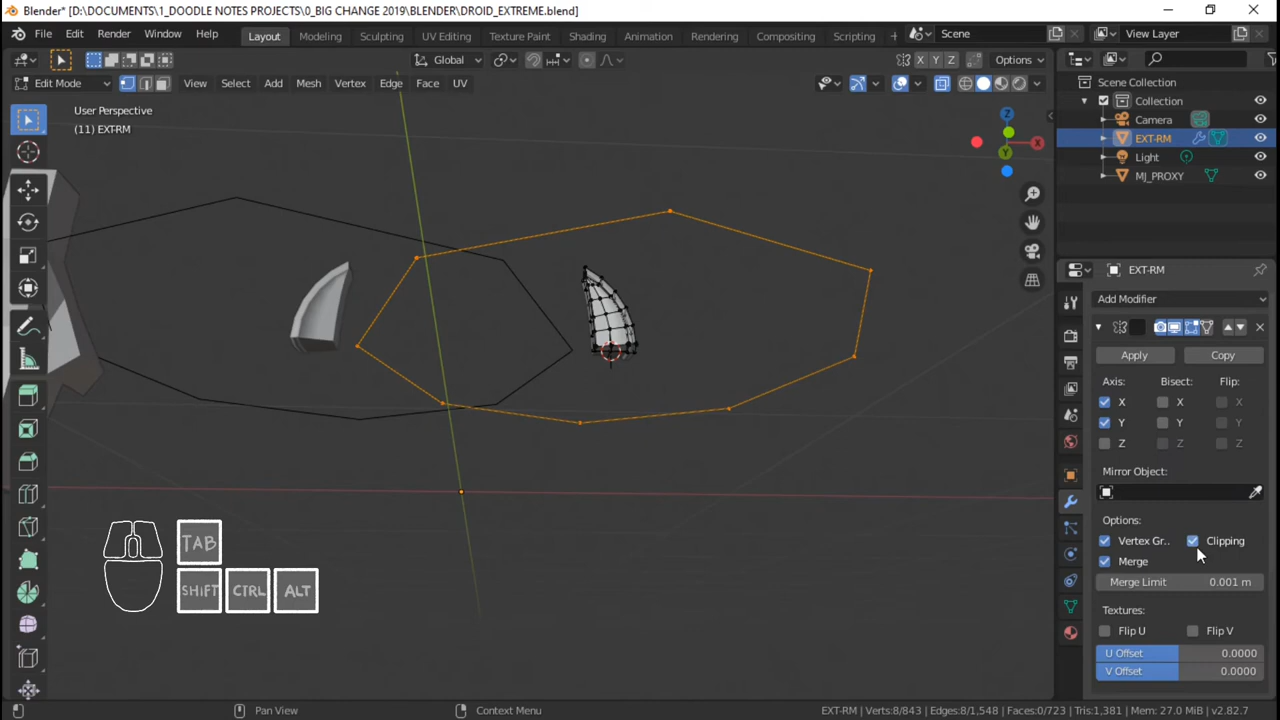 Blender* [D:\DOCUMENTS\1_DOODLE NOTES PROJECTS\0_BIG CHANGE 2019\BLENDER\DROID_EXTREME.blend]
File Edit Render Window Help Layout Modeling Sculpting UV Editing Texture Paint Shading Animation Rendering Compositing Scripting + Scene View Layer
Global X Y Z Options
Edit Mode View Select Add Mesh Vertex Edge Face UV
User Perspective
(11) EXT-RM
Scene Collection
Collection
Camera
EXT-RM
Light
MJ_PROXY
Z
X
Y
EXT-RM
Add Modifier
Apply Copy
Axis: Bisect: Flip:
X X X
Y Y Y
Z Z Z
Mirror Object:
Options:
Vertex Gr.. Clipping
Merge
Merge Limit 0.001 m
Textures:
Flip U Flip V
U Offset 0.0000
V Offset 0.0000
TAB
SHIFT CTRL ALT
Pan View Context Menu EXT-RM | Verts:8/843 | Edges:8/1,548 | Faces:0/723 | Tris:1,381 | Mem: 27.0 MiB | v2.82.7